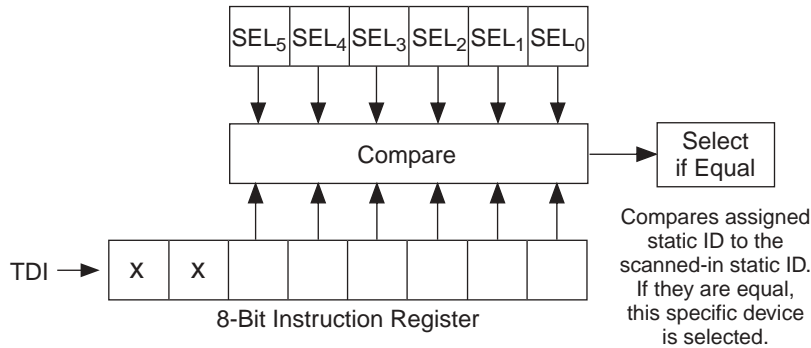 SEL5 SEL4 SEL3 SEL2 SEL1 SEL0
Compare
Select
if Equal
Compares assigned
static ID to the
scanned-in static ID.
If they are equal,
this specific device
is selected.
TDI
x x
8-Bit Instruction Register